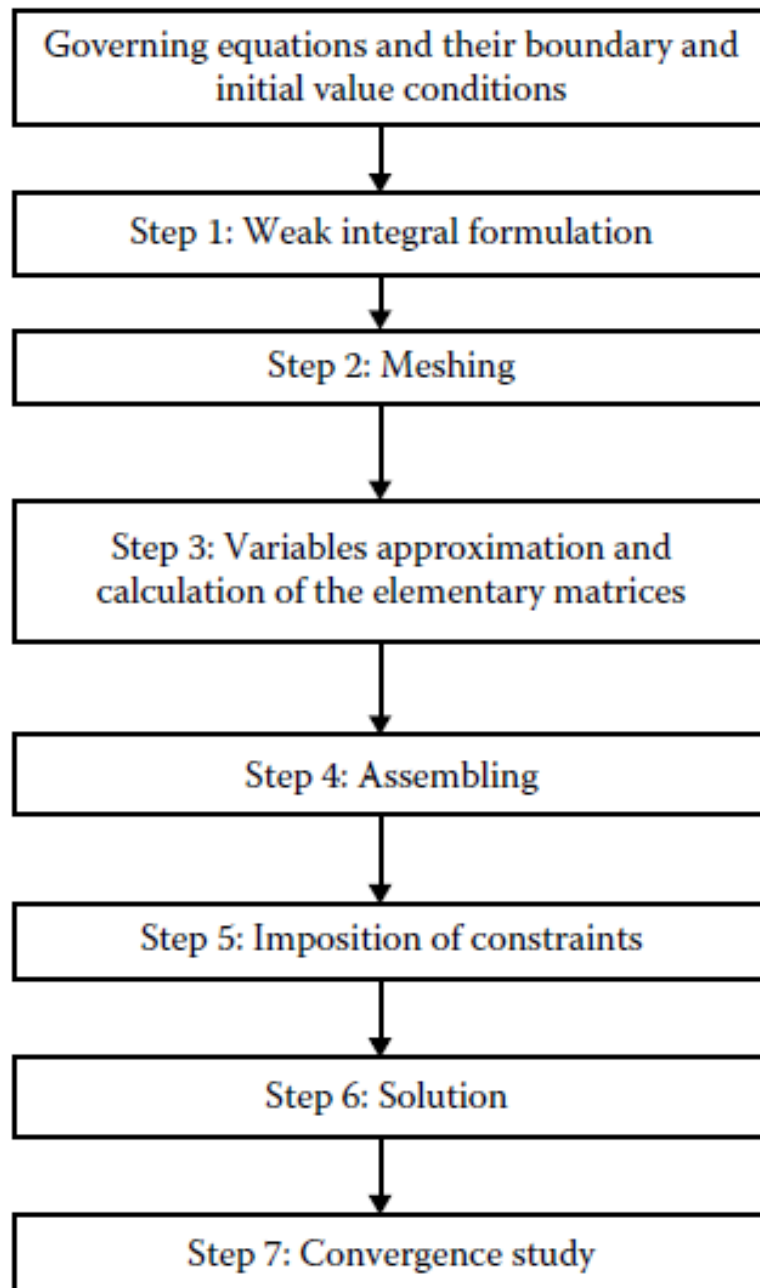 Governing equations and their boundary and
initial value conditions
Step 1: Weak integral formulation
Step 2: Meshing
Step 3: Variables approximation and
calculation of the elementary matrices
Step 4: Assembling
Step 5: Imposition of constraints
Step 6: Solution
Step 7: Convergence study